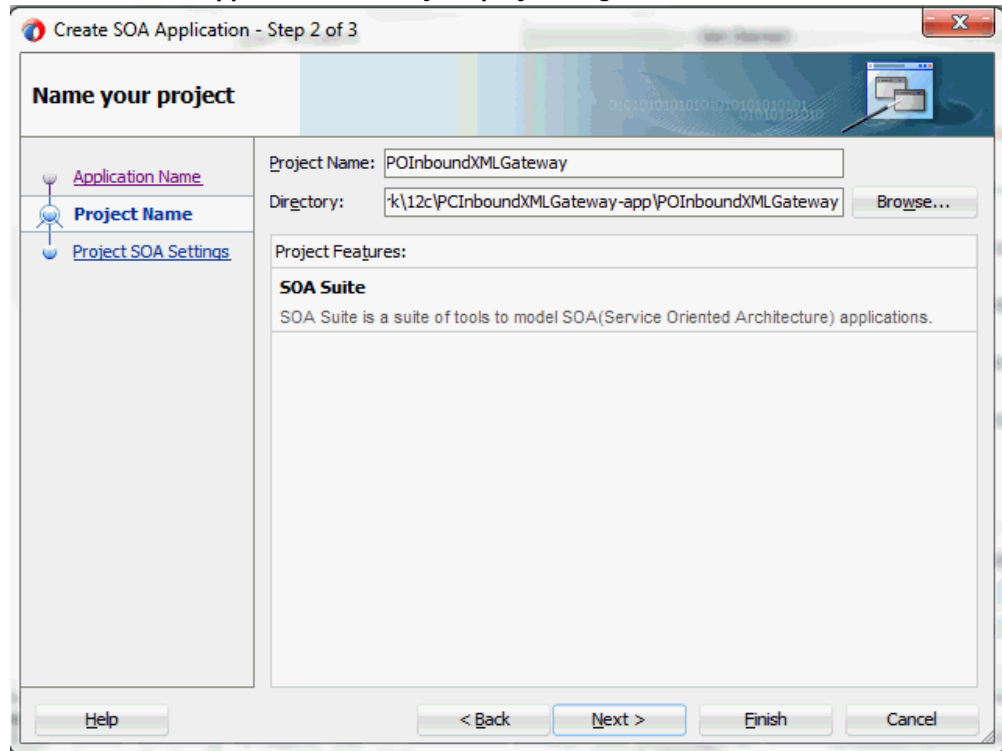 Create SOA Application - Step 2 of 3
Name your project
Application Name
Project Name
Project SOA Settings
Project Name: POInboundXMLGateway
Directory: k\12c\PCInboundXMLGateway-app\POInboundXMLGateway Browse...
Project Features:
SOA Suite
SOA Suite is a suite of tools to model SOA(Service Oriented Architecture) applications.
Help < Back Next > Finish Cancel